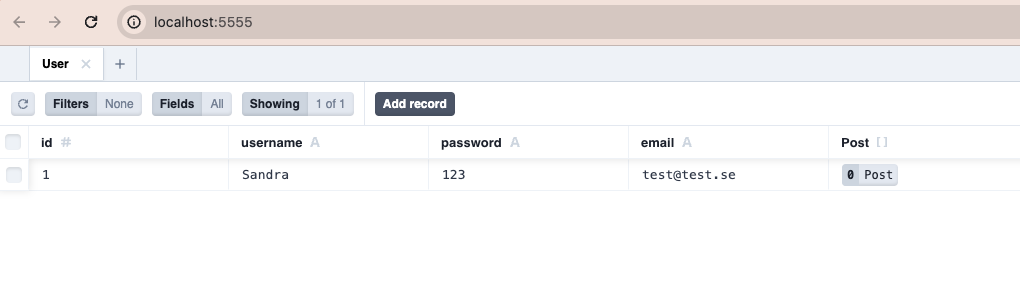 localhost:5555
User
Filters None Fields All Showing 1 of 1 Add record
id # username A password A email A Post []
1 Sandra 123 test@test.se 0 Post